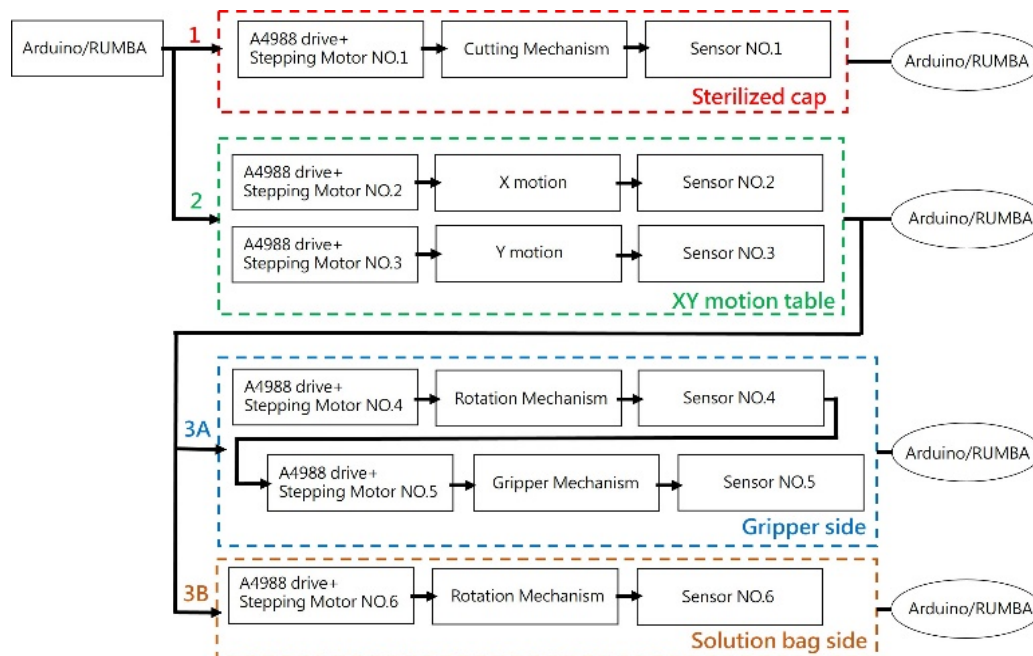 Arduino/RUMBA
1
A4988 drive+
Stepping Motor NO.1
Cutting Mechanism
Sensor NO.1
Sterilized cap
Arduino/RUMBA
2
A4988 drive+
Stepping Motor NO.2
X motion
Sensor NO.2
A4988 drive+
Stepping Motor NO.3
Y motion
Sensor NO.3
XY motion table
Arduino/RUMBA
3A
A4988 drive+
Stepping Motor NO.4
Rotation Mechanism
Sensor NO.4
A4988 drive+
Stepping Motor NO.5
Gripper Mechanism
Sensor NO.5
Gripper side
Arduino/RUMBA
3B
A4988 drive+
Stepping Motor NO.6
Rotation Mechanism
Sensor NO.6
Solution bag side
Arduino/RUMBA